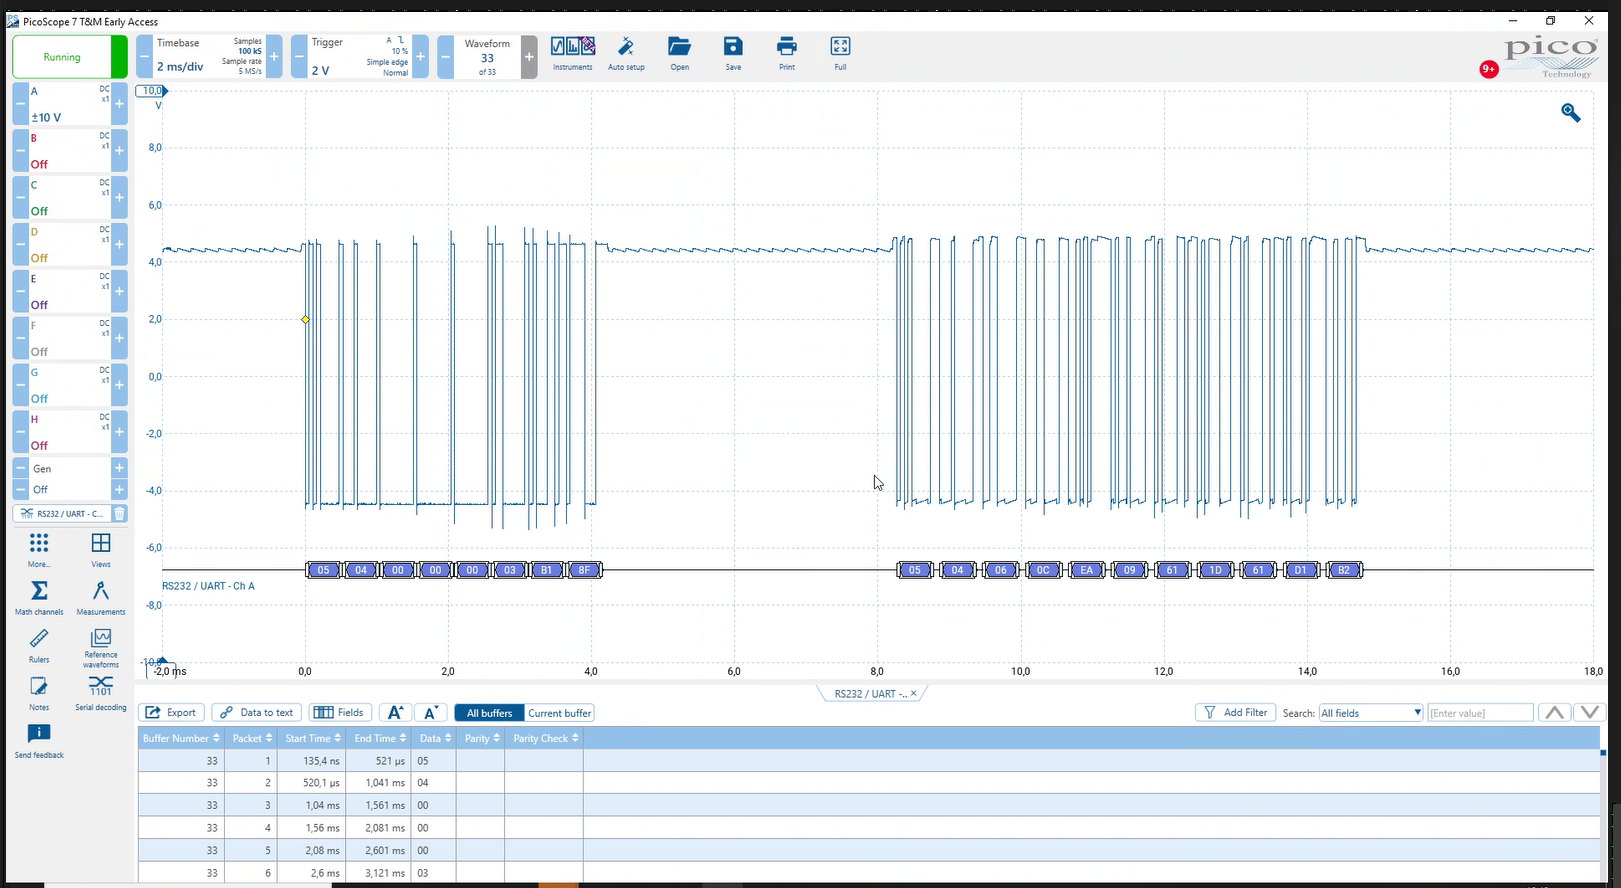 PicoScope 7 T&M Early Access
Running
Timebase
2 ms/div
Samples
100 kS
Sample rate
5 MS/s
Trigger
2 V
A
10 %
Simple edge
Normal
Waveform
33
of 33
Instruments
Auto setup
Open
Save
Print
Full
pico
Technology
9+
A DC
x1
±10 V
B DC
x1
Off
C DC
x1
Off
D DC
x1
Off
E DC
x1
Off
F DC
x1
Off
G DC
x1
Off
H DC
x1
Off
Gen
Off
RS232 / UART - C...
More...
Views
Math channels
Measurements
Rulers
Reference
waveforms
Notes
1101
Serial decoding
Send feedback
10,0
V
8,0
6,0
4,0
2,0
0,0
-2,0
-4,0
-6,0
-8,0
-10,0
05 04 00 00 00 03 B1 8F 05 04 06 0C EA 09 61 1D 61 D1 B2
RS232 / UART - Ch A
-2,0 ms 0,0 2,0 4,0 6,0 8,0 10,0 12,0 14,0 16,0 18,0
RS232 / UART -.. ×
Export
Data to text
Fields
A
A
All buffers
Current buffer
Add Filter
Search:
All fields
[Enter value]
Buffer Number Packet Start Time End Time Data Parity Parity Check
33 1 135,4 ns 521 µs 05
33 2 520,1 µs 1,041 ms 04
33 3 1,04 ms 1,561 ms 00
33 4 1,56 ms 2,081 ms 00
33 5 2,08 ms 2,601 ms 00
33 6 2,6 ms 3,121 ms 03